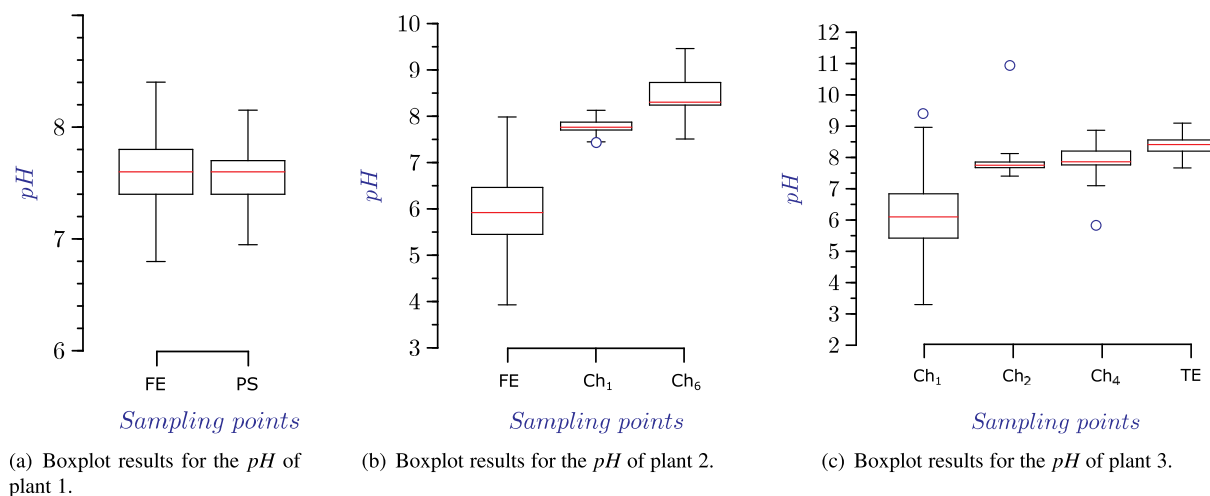 8
7
6
pH
FE PS
Sampling points
(a) Boxplot results for the pH of
plant 1.
10
9
8
7
6
5
4
3
pH
FE Ch₁ Ch₆
Sampling points
(b) Boxplot results for the pH of plant 2.
12
11
10
9
8
7
6
5
4
3
2
pH
Ch₁ Ch₂ Ch₄ TE
Sampling points
(c) Boxplot results for the pH of plant 3.